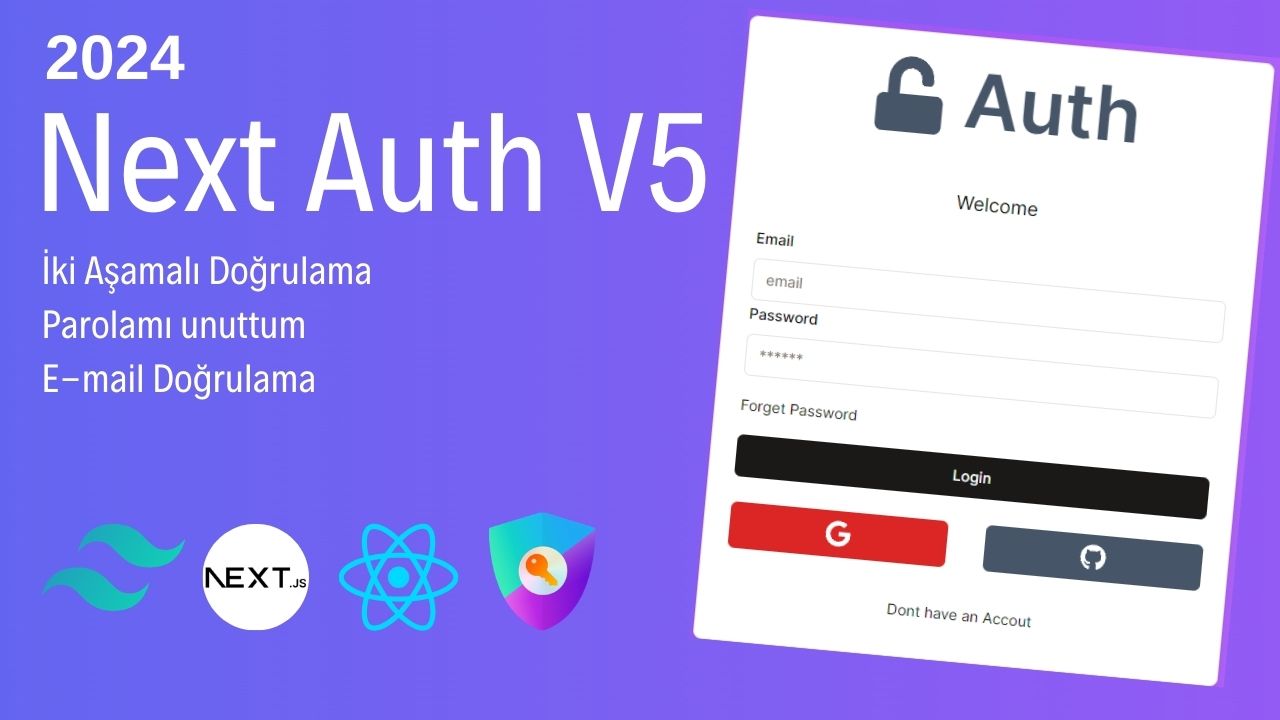 2024
Next Auth V5
İki Aşamalı Doğrulama
Parolamı unuttum
E-mail Doğrulama
NEXT.JS
Auth
Welcome
Email
email
Password
******
Forget Password
Login
G
Dont have an Accout